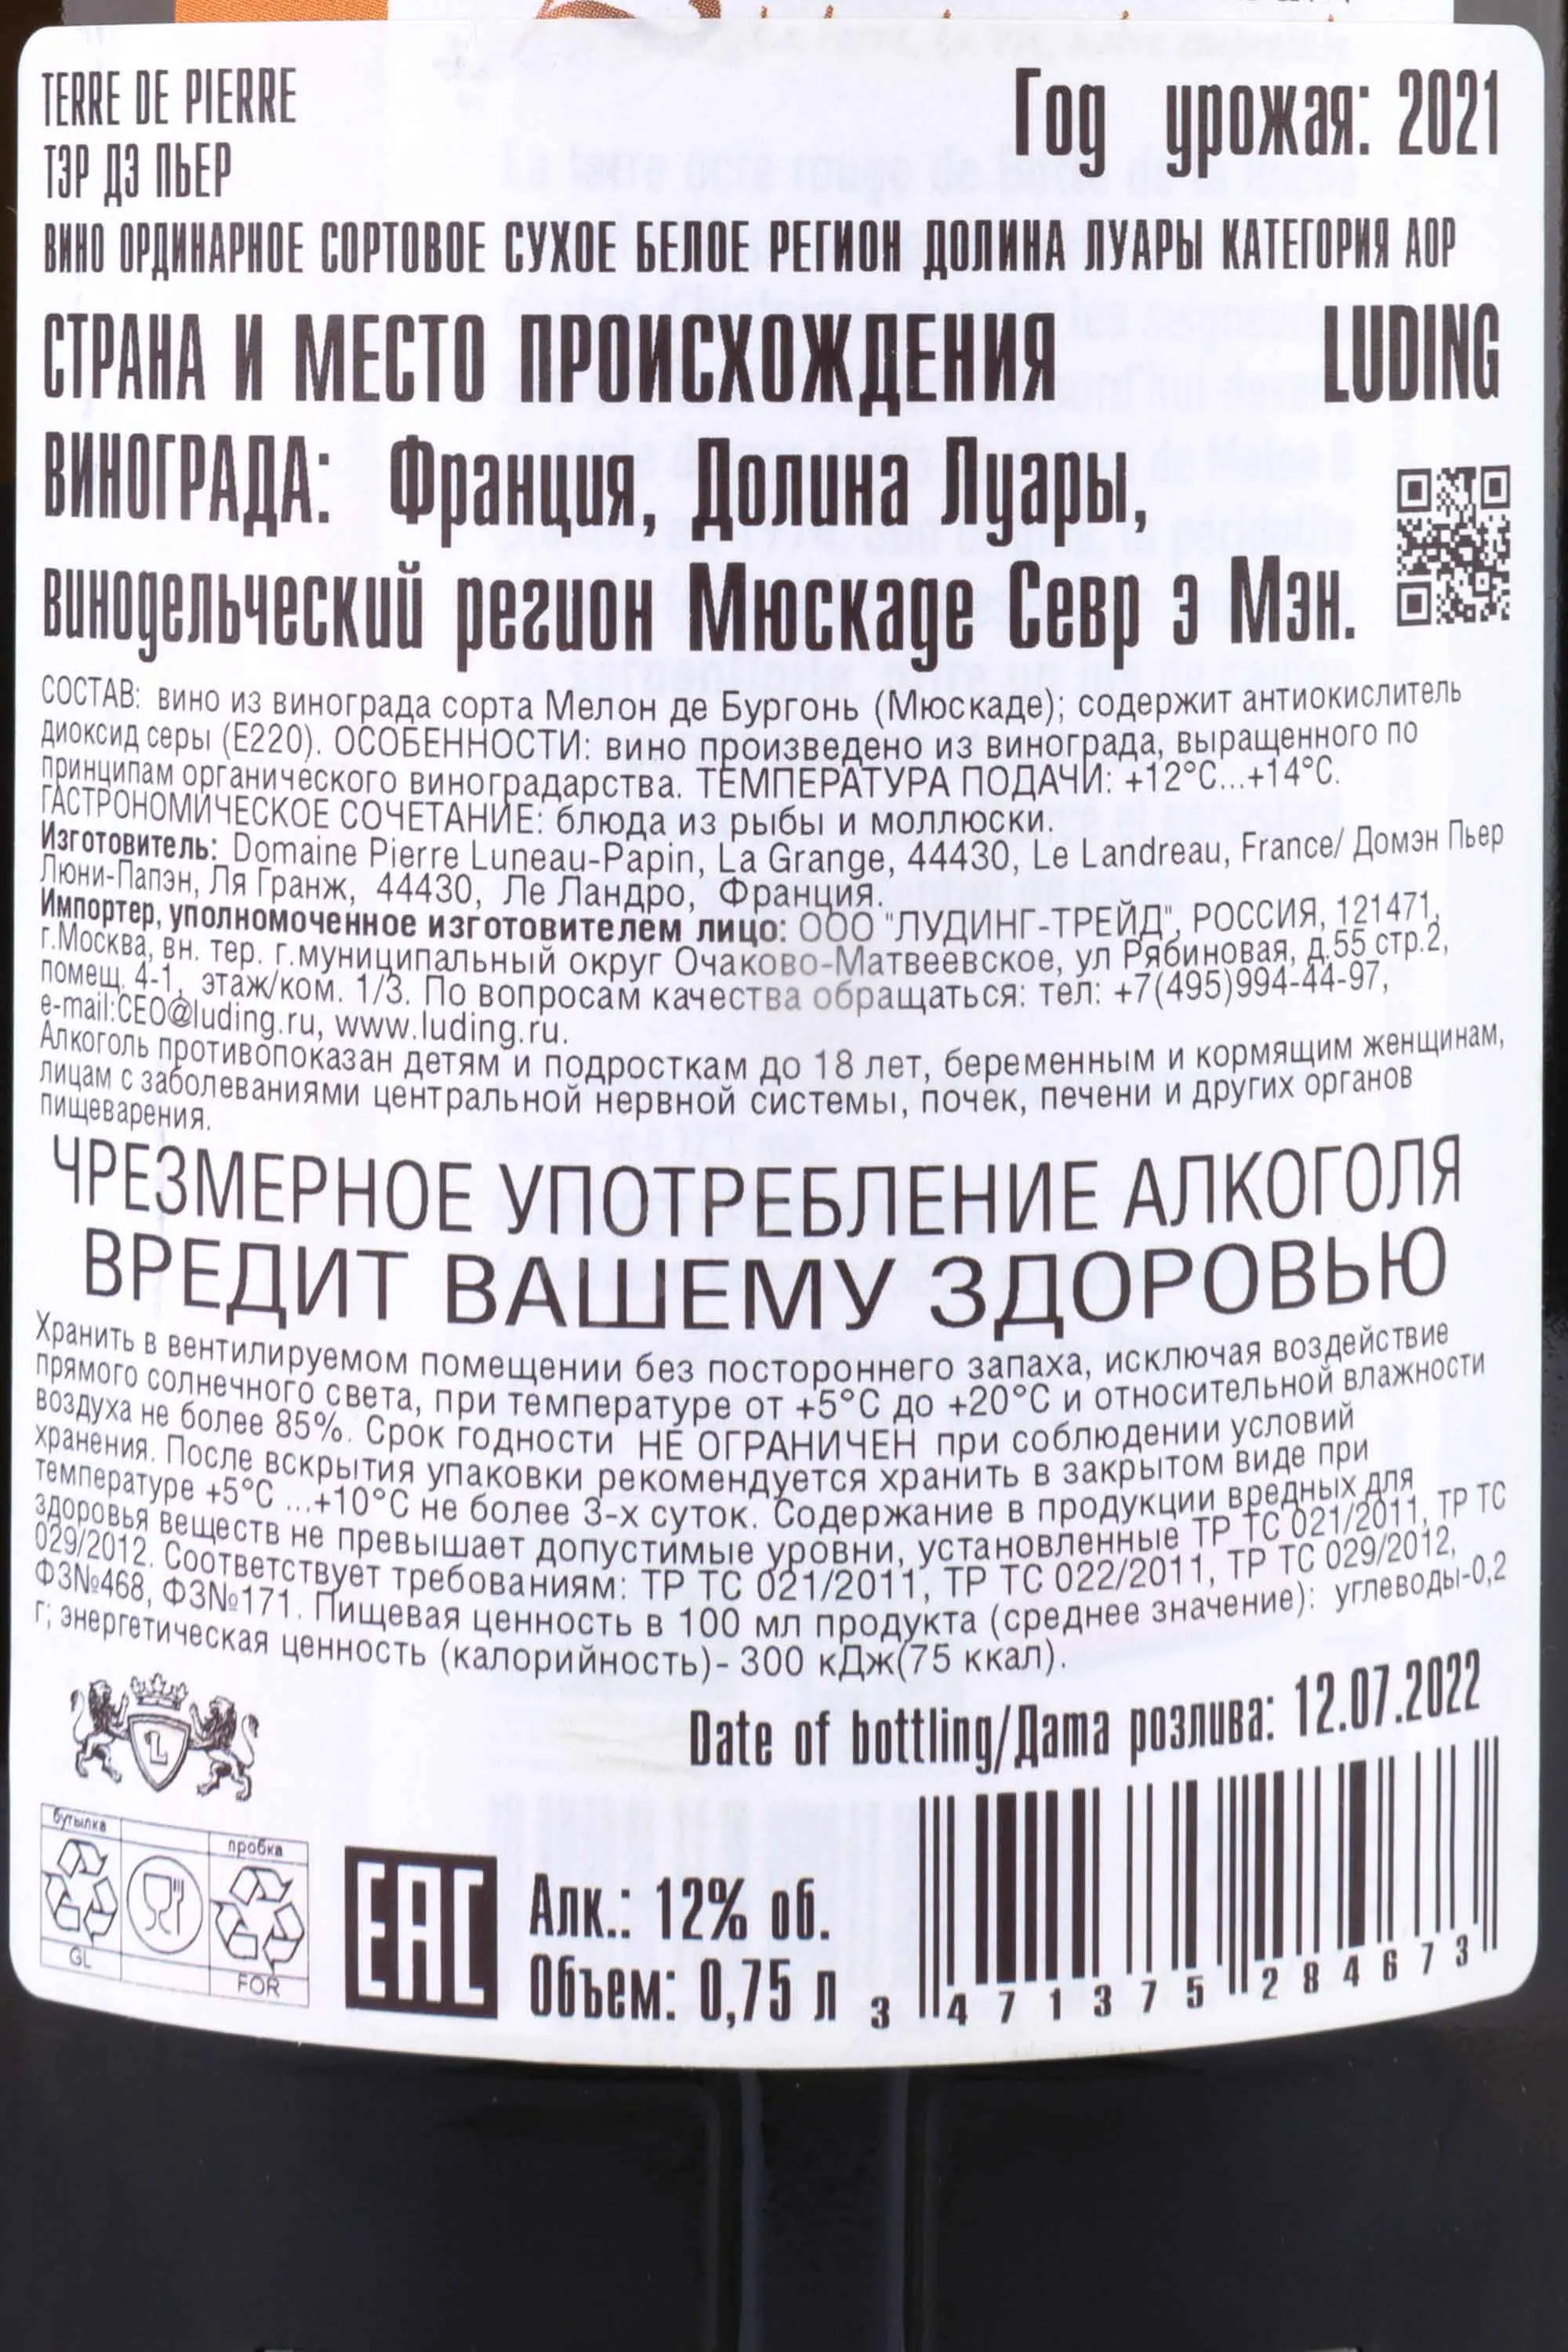 TERRE DE PIERRE
Год урожая: 2021
ТЭР ДЭ ПЬЕР
ВИНО ОРДИНАРНОЕ СОРТОВОЕ СУХОЕ БЕЛОЕ РЕГИОН ДОЛИНА ЛУАРЫ КАТЕГОРИЯ АОР
СТРАНА И МЕСТО ПРОИСХОЖДЕНИЯ
LUDING
ВИНОГРАДА: Франция, Долина Луары,
винодельческий регион Мюскаде Севр э Мэн.
СОСТАВ: вино из винограда сорта Мелон де Бургонь (Мюскаде); содержит антиокислитель
диоксид серы (Е220). ОСОБЕННОСТИ: вино произведено из винограда, выращенного по
принципам органического виноградарства. ТЕМПЕРАТУРА ПОДАЧИ: +12°С...+14°С.
ГАСТРОНОМИЧЕСКОЕ СОЧЕТАНИЕ: блюда из рыбы и моллюски.
Изготовитель: Domaine Pierre Luneau-Papin, La Grange, 44430, Le Landreau, France/ Домэн Пьер
Люни-Папэн, Ля Гранж, 44430, Ле Ландро, Франция.
Импортер, уполномоченное изготовителем лицо: ООО "ЛУДИНГ-ТРЕЙД", РОССИЯ, 121471,
г.Москва, вн. тер. г.муниципальный округ Очаково-Матвеевское, ул Рябиновая, д.55 стр.2,
помещ. 4-1, этаж/ком. 1/3. По вопросам качества обращаться: тел: +7(495)994-44-97,
e-mail:CEO@luding.ru, www.luding.ru.
Алкоголь противопоказан детям и подросткам до 18 лет, беременным и кормящим женщинам,
лицам с заболеваниями центральной нервной системы, почек, печени и других органов
пищеварения.
ЧРЕЗМЕРНОЕ УПОТРЕБЛЕНИЕ АЛКОГОЛЯ
ВРЕДИТ ВАШЕМУ ЗДОРОВЬЮ
Хранить в вентилируемом помещении без постороннего запаха, исключая воздействие
прямого солнечного света, при температуре от +5°С до +20°С и относительной влажности
воздуха не более 85%. Срок годности НЕ ОГРАНИЧЕН при соблюдении условий
хранения. После вскрытия упаковки рекомендуется хранить в закрытом виде при
температуре +5°С ...+10°С не более 3-х суток. Содержание в продукции вредных для
здоровья веществ не превышает допустимые уровни, установленные ТР ТС 021/2011, ТР ТС
029/2012. Соответствует требованиям: ТР ТС 021/2011, ТР ТС 022/2011, ТР ТС 029/2012,
ФЗ№468, ФЗ№171. Пищевая ценность в 100 мл продукта (среднее значение): углеводы-0,2
г; энергетическая ценность (калорийность)- 300 кДж(75 ккал).
Date of bottling/Дата розлива: 12.07.2022
L
бутылка
пробка
GL
FOR
EAC
Алк.: 12% об.
Объем: 0,75 л
3 471375 284673